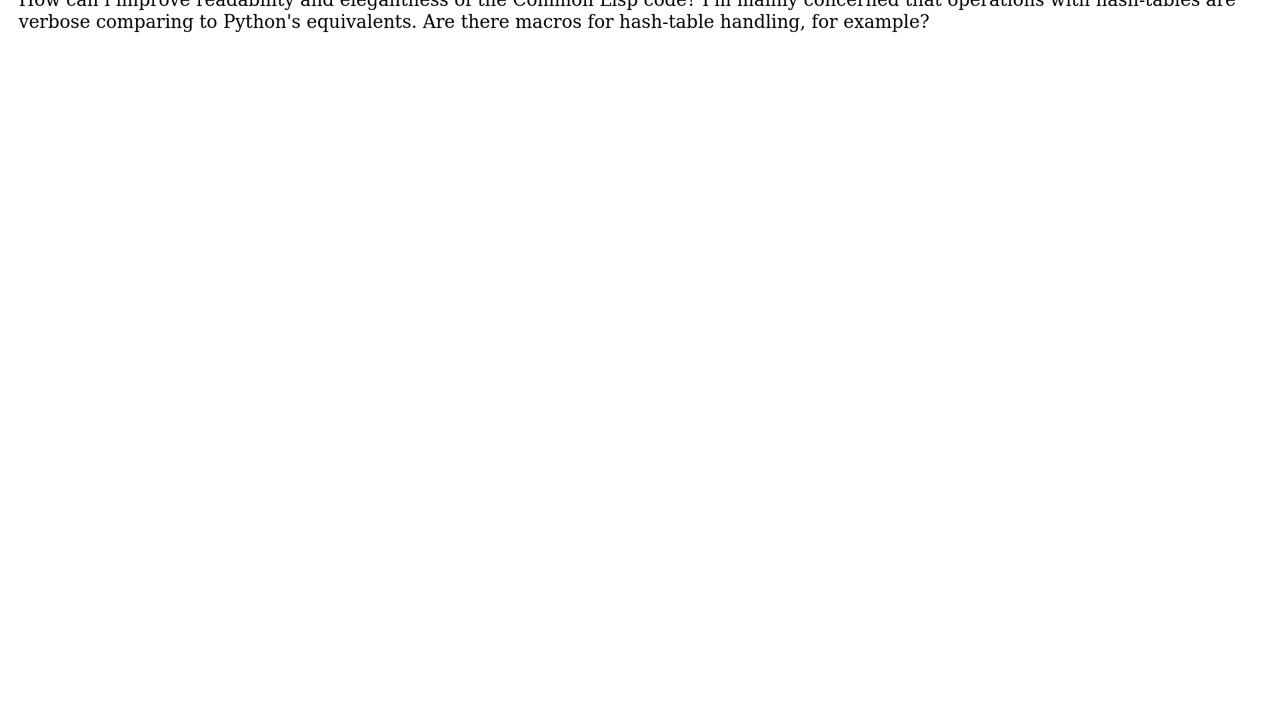 How can I improve readability and elegantness of the Common Lisp code? I'm mainly concerned that operations with hash-tables are
verbose comparing to Python's equivalents. Are there macros for hash-table handling, for example?